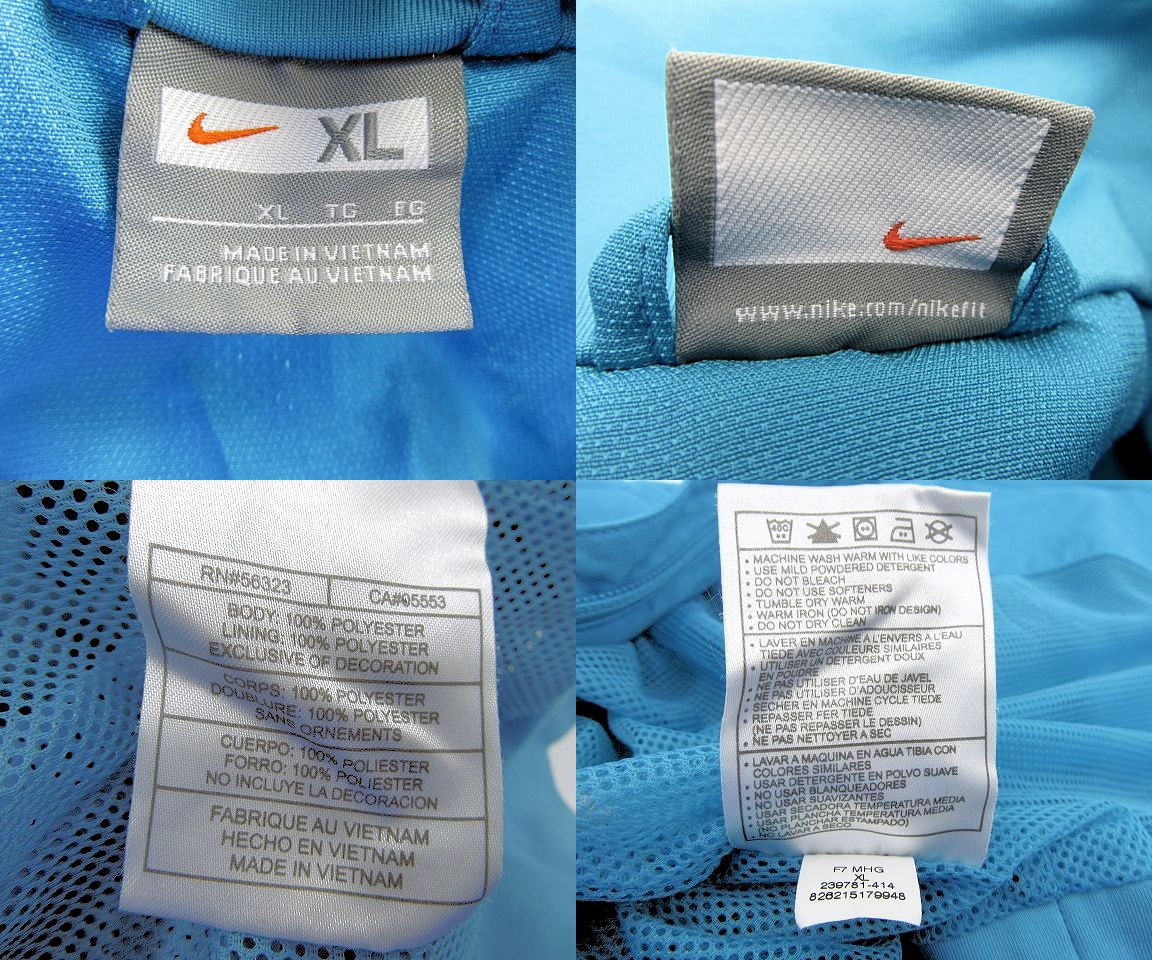 XL
XL TG EG
MADE IN VIETNAM
FABRIQUE AU VIETNAM
www.nike.com/nikefit
RN#56323 CA#05553
BODY: 100% POLYESTER
LINING: 100% POLYESTER
EXCLUSIVE OF DECORATION
CORPS: 100% POLYESTER
DOUBLURE: 100% POLYESTER
SANS ORNEMENTS
CUERPO: 100% POLIESTER
FORRO: 100% POLIESTER
NO INCLUYE LA DECORACION
FABRIQUE AU VIETNAM
HECHO EN VIETNAM
MADE IN VIETNAM
40C
• MACHINE WASH WARM WITH LIKE COLORS
• USE MILD POWDERED DETERGENT
• DO NOT BLEACH
• DO NOT USE SOFTENERS
• TUMBLE DRY WARM
• WARM IRON (DO NOT IRON DESIGN)
• DO NOT DRY CLEAN
• LAVER EN MACHINE A L'ENVERS A L'EAU
TIEDE AVEC COULEURS SIMILAIRES
• UTILISER UN DETERGENT DOUX
EN POUDRE
• NE PAS UTILISER D'EAU DE JAVEL
• NE PAS UTILISER D'ADOUCISSEUR
• SECHER EN MACHINE CYCLE TIEDE
• REPASSER FER TIEDE
(NE PAS REPASSER LE DESSIN)
• NE PAS NETTOYER A SEC
• LAVAR A MAQUINA EN AGUA TIBIA CON
COLORES SIMILARES
• USAR DETERGENTE EN POLVO SUAVE
• NO USAR BLANQUEADORES
• NO USAR SUAVIZANTES
• USAR SECADORA TEMPERATURA MEDIA
• USAR PLANCHA TEMPERATURA MEDIA
(NO PLANCHAR ESTAMPADO)
• NO LAVAR A SECO
F7 MHG
XL
239781-414
826215179948